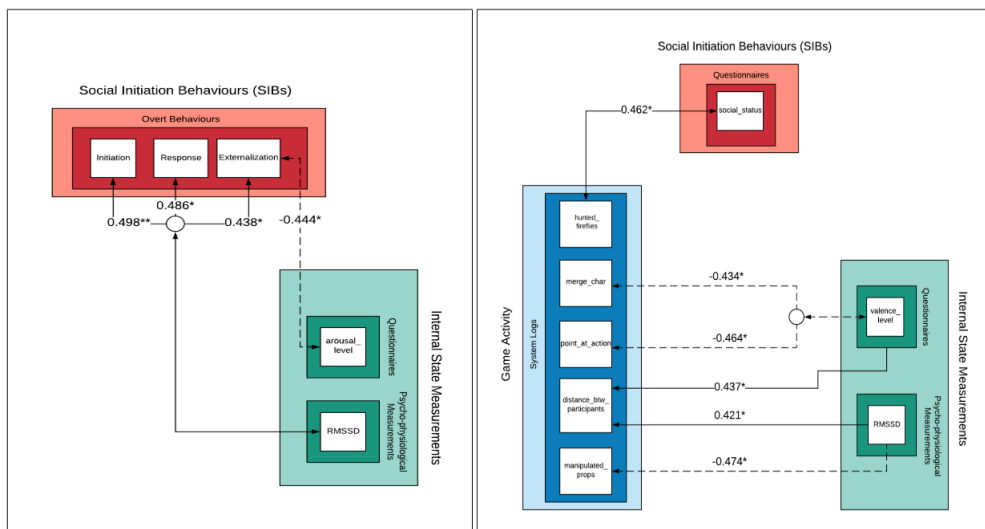 Social Initiation Behaviours (SIBs)
Overt Behaviours
Initiation
Response
Externalization
0.486*
0.498**
0.438*
-0.444*
arousal_
level
Questionnaires
RMSSD
Psycho-physiological
Measurements
Internal State Measurements
Social Initiation Behaviours (SIBs)
Questionnaires
social_status
0.462*
Game Activity
System Logs
hunted_
fireflies
merge_char
point_at_action
distance_btw_
participants
manipulated_
props
-0.434*
-0.464*
0.437*
0.421*
-0.474*
valence_
level
Questionnaires
RMSSD
Psycho-physiological
Measurements
Internal State Measurements